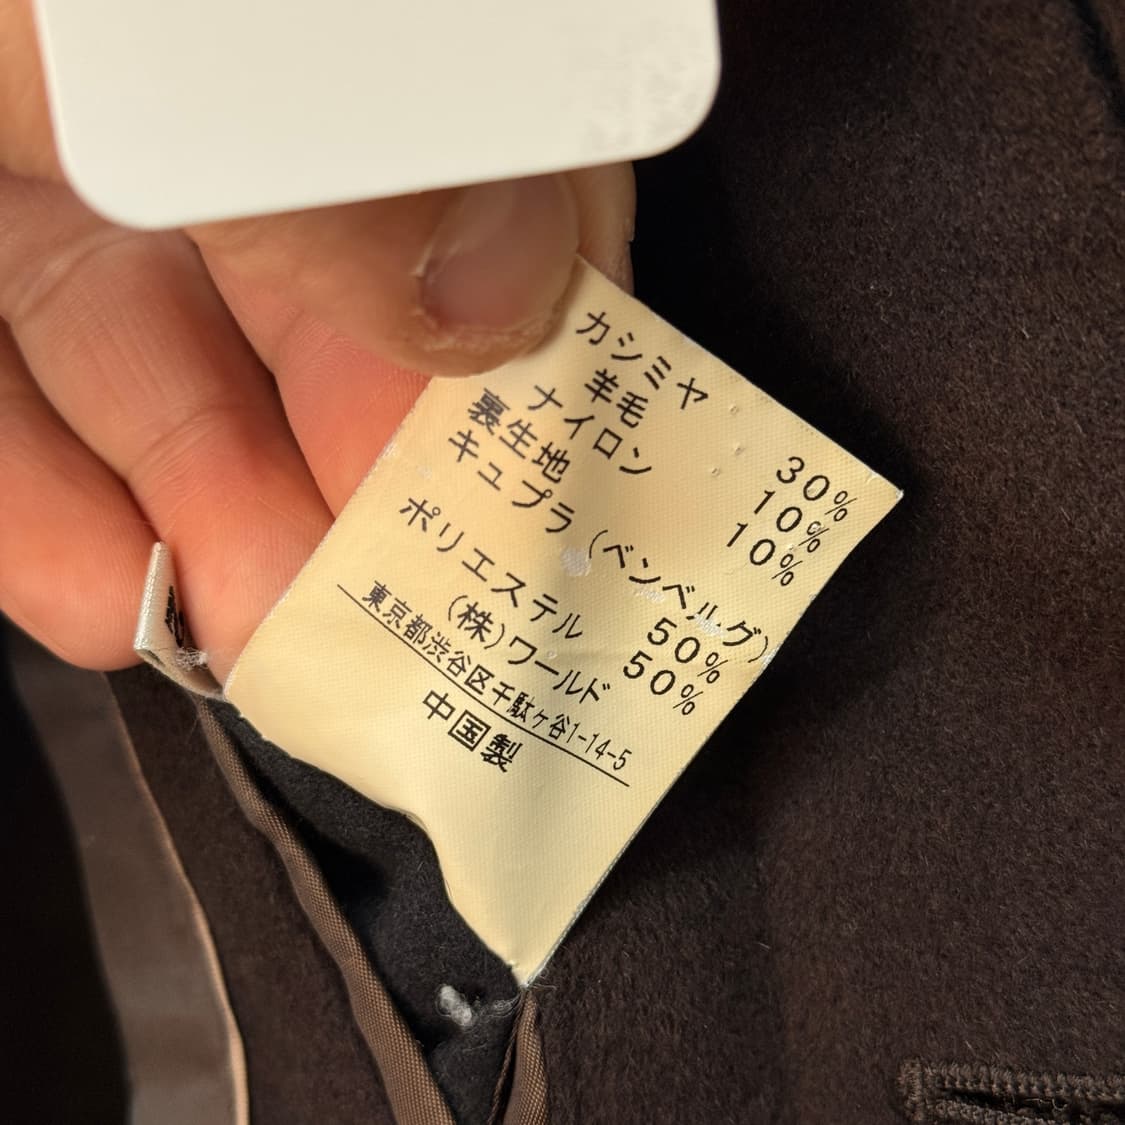 カシミヤ 30%
羊毛 10%
ナイロン 10%
裏生地
キュプラ(ベンベルグ) 50%
ポリエステル 50%
(株)ワールド
東京都渋谷区千駄ヶ谷1-14-5
中国製